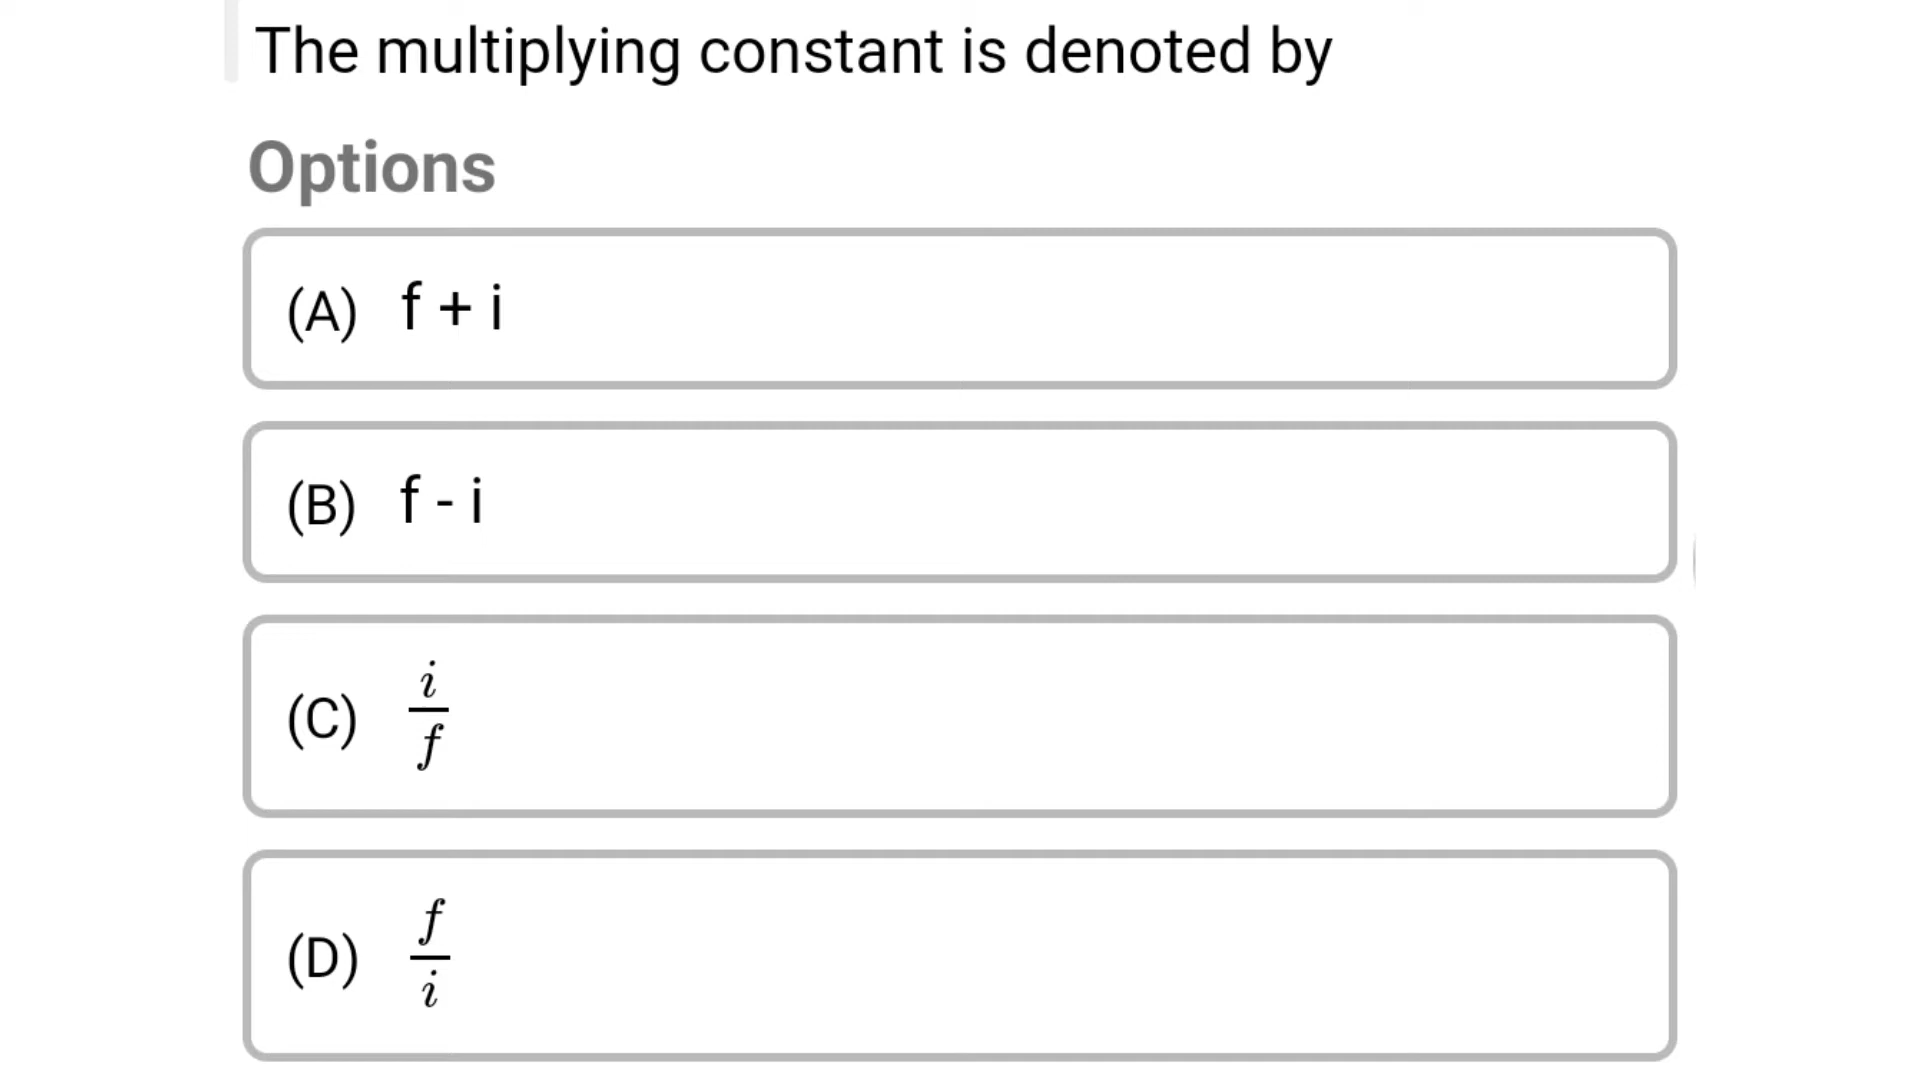 The multiplying constant is denoted by
Options
(A) f + i
(B) f - i
(C) i/f
(D) f/i